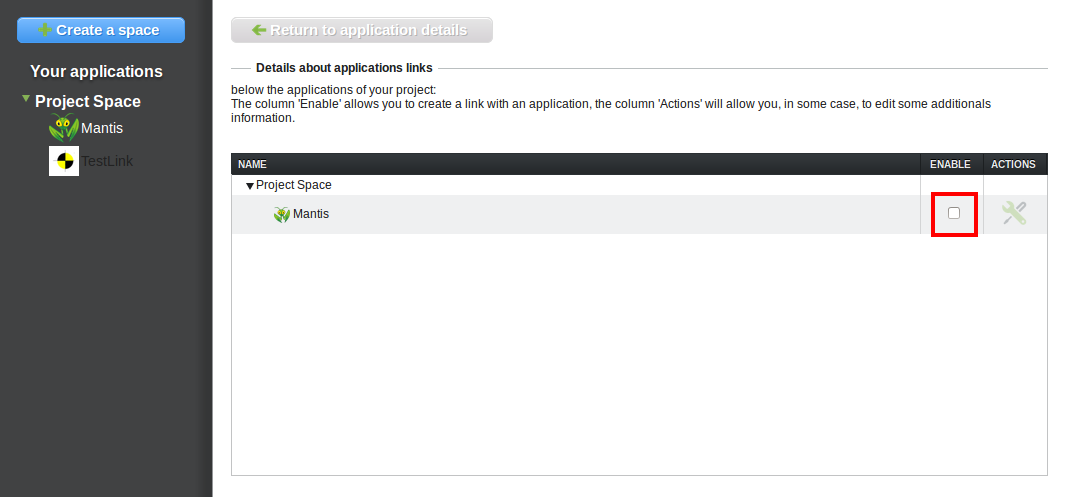 Create a space
Your applications
Project Space
Mantis
TestLink
Return to application details
Details about applications links
below the applications of your project:
The column 'Enable' allows you to create a link with an application, the column 'Actions' will allow you, in some case, to edit some additionals
information.
NAME ENABLE ACTIONS
Project Space
Mantis